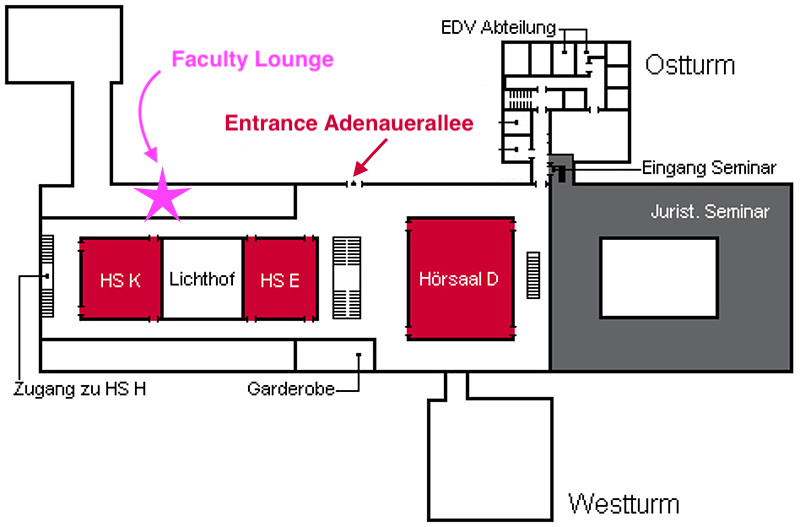 EDV Abteilung
Faculty Lounge
Ostturm
Entrance Adenauerallee
Eingang Seminar
Jurist. Seminar
HS K
Lichthof
HS E
Hörsaal D
Zugang zu HS H
Garderobe
Westturm